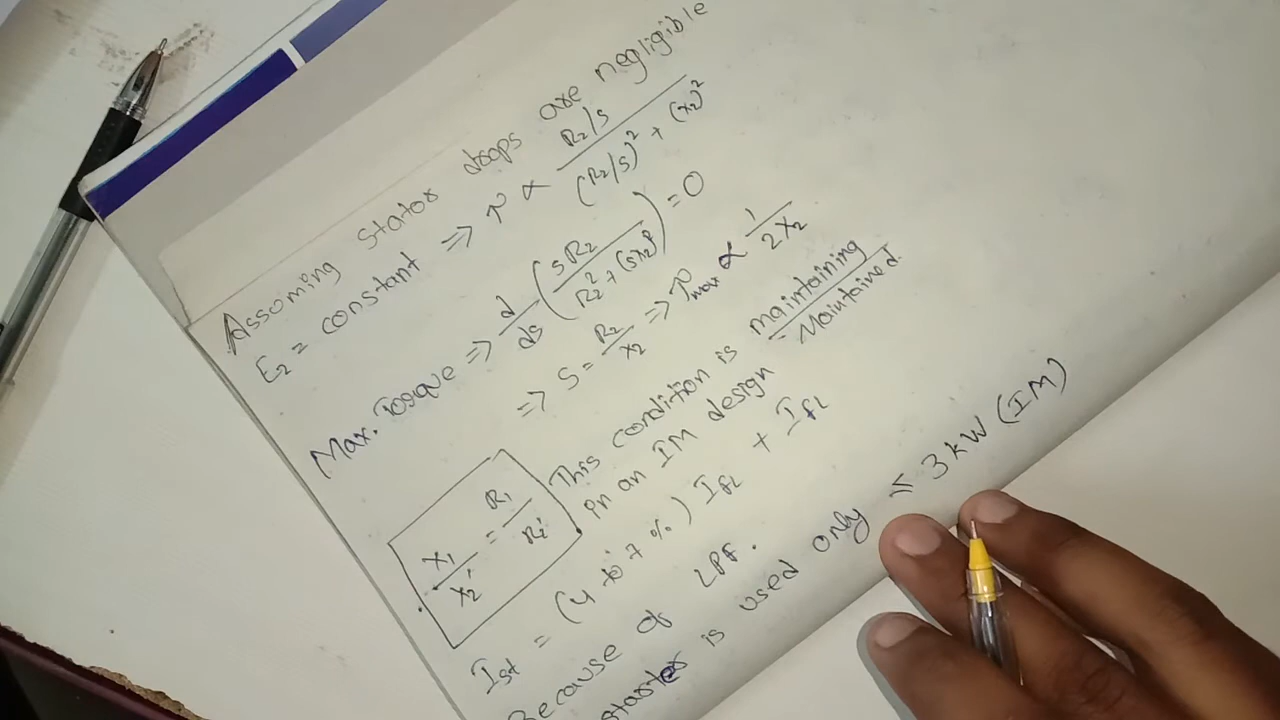 Assuming stator drops are negligible
E₂ = constant ⇒ τ ∝ (R₂/s) / ((R₂/s)² + (X₂)²)
Max. Torque ⇒ d/ds (sR₂ / (R₂² + (sX₂)²)) = 0
⇒ S = R₂/X₂ ⇒ τmax ∝ 1/(2X₂)
X₁/X₂' = R₁/R₂'
This condition is maintaining
Maintained
in an IM design
Ist = (4 to 7 %) Ifl + Ifl
Because of LPF.
starter is used only ≤ 3 kW (IM)